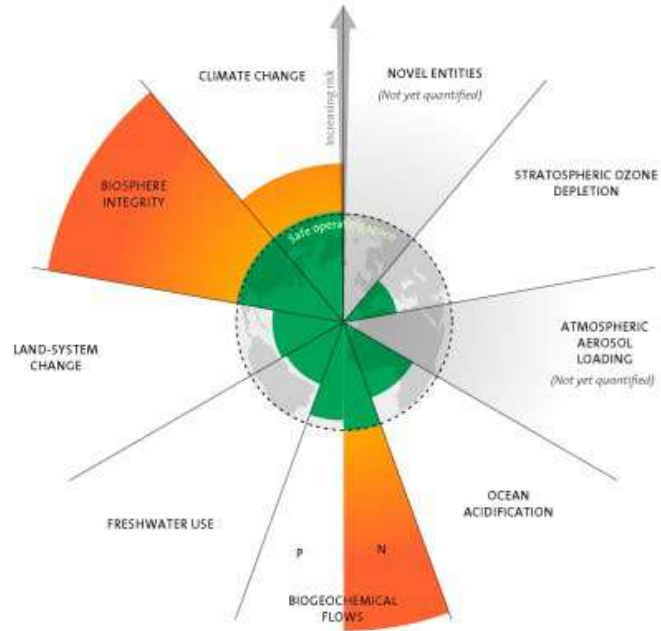 CLIMATE CHANGE
Increasing risk
NOVEL ENTITIES
(Not yet quantified)
STRATOSPHERIC OZONE
DEPLETION
BIOSPHERE
INTEGRITY
Safe operating space
LAND-SYSTEM
CHANGE
ATMOSPHERIC
AEROSOL
LOADING
(Not yet quantified)
FRESHWATER USE
OCEAN
ACIDIFICATION
P
N
BIOGEOCHEMICAL
FLOWS